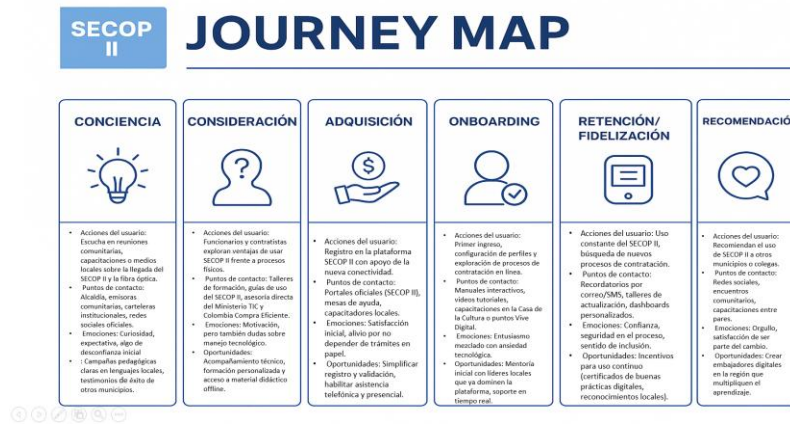 SECOP
II
JOURNEY MAP
CONCIENCIA
• Acciones del usuario:
Escucha en reuniones
comunitarias,
capacitaciones o medios
locales sobre la llegada del
SECOP II y la fibra óptica.
• Puntos de contacto:
Alcaldía, emisoras
comunitarias, carteleras
institucionales, redes
sociales oficiales.
• Emociones: Curiosidad,
expectativa, algo de
desconfianza inicial
• : Campañas pedagógicas
claras en lenguajes locales,
testimonios de éxito de
otros municipios.
CONSIDERACIÓN
• Acciones del usuario:
Funcionarios y contratistas
exploran ventajas de usar
SECOP II frente a procesos
físicos.
• Puntos de contacto: Talleres
de formación, guías de uso
del SECOP II, asesoría directa
del Ministerio TIC y
Colombia Compra Eficiente.
• Emociones: Motivación,
pero también dudas sobre
manejo tecnológico.
• Oportunidades:
Acompañamiento técnico,
formación personalizada y
acceso a material didáctico
offline.
ADQUISICIÓN
• Acciones del usuario:
Registro en la plataforma
SECOP II con apoyo de la
nueva conectividad.
• Puntos de contacto:
Portales oficiales (SECOP II),
mesas de ayuda,
capacitadores locales.
• Emociones: Satisfacción
inicial, alivio por no
depender de trámites en
papel.
• Oportunidades: Simplificar
registro y validación,
habilitar asistencia
telefónica y presencial.
ONBOARDING
• Acciones del usuario:
Primer ingreso,
configuración de perfiles y
exploración de procesos de
contratación en línea.
• Puntos de contacto:
Manuales interactivos,
videos tutoriales,
capacitaciones en la Casa de
la Cultura o puntos Vive
Digital.
• Emociones: Entusiasmo
mezclado con ansiedad
tecnológica.
• Oportunidades: Mentoría
inicial con líderes locales
que ya dominen la
plataforma, soporte en
tiempo real.
RETENCIÓN/
FIDELIZACIÓN
• Acciones del usuario: Uso
constante del SECOP II,
búsqueda de nuevos
procesos de contratación.
• Puntos de contacto:
Recordatorios por
correo/SMS, talleres de
actualización, dashboards
personalizados.
• Emociones: Confianza,
seguridad en el proceso,
sentido de inclusión.
• Oportunidades: Incentivos
para uso continuo
(certificados de buenas
prácticas digitales,
reconocimientos locales).
RECOMENDACIÓ
• Acciones del usuario:
Recomiendan el uso
de SECOP II a otros
municipios o colegas.
• Puntos de contacto:
Redes sociales,
encuentros
comunitarios,
capacitaciones entre
pares.
• Emociones: Orgullo,
satisfacción de ser
parte del cambio.
• Oportunidades: Crear
embajadores digitales
en la región que
multipliquen el
aprendizaje.